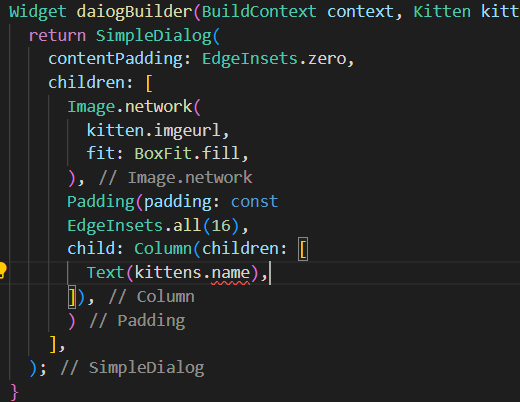 Widget daiogBuilder(BuildContext context, Kitten kitt
return SimpleDialog(
contentPadding: EdgeInsets.zero,
children: [
Image.network(
kitten.imgeurl,
fit: BoxFit.fill,
), // Image.network
Padding(padding: const
EdgeInsets.all(16),
child: Column(children: [
Text(kittens.name),
]), // Column
) // Padding
],
); // SimpleDialog
}